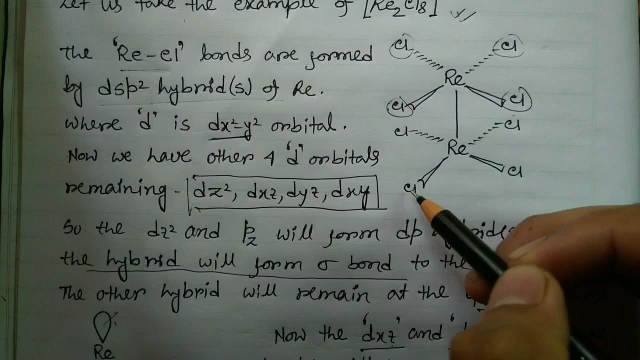 Let us take the example of [Re2Cl8]
The 'Re-Cl' bonds are formed
by dsp² hybrid(s) of Re.
where 'd' is dx²-y² orbital.
Now we have other 4 'd' orbitals
remaining - dz², dxz, dyz, dxy
So the dz² and pz will form dp hybrids
the hybrid will form σ bond to the
The other hybrid will remain at the
Re
Now the 'dxz' and
Cl Cl
Re
Cl Cl
Cl Cl
Re
Cl Cl